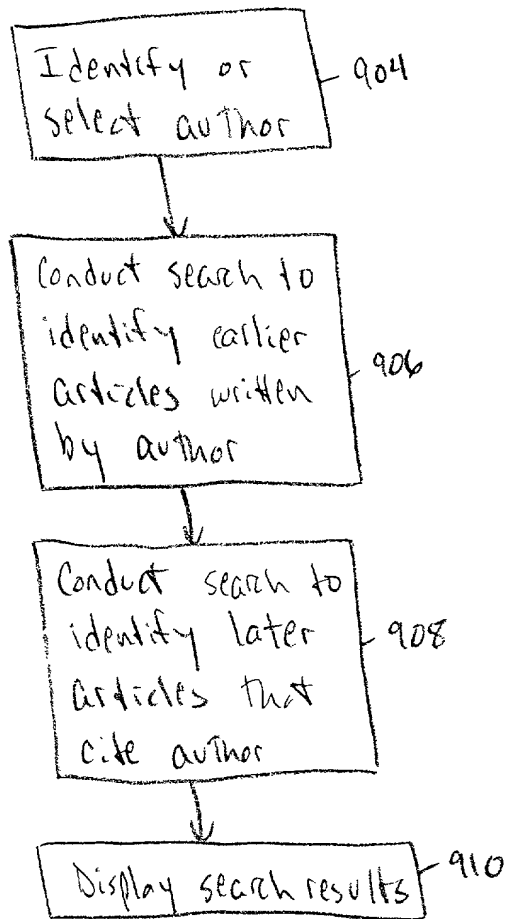 Identify or
select author
904
Conduct search to
identify earlier
articles written
by author
906
Conduct search to
identify later
articles that
cite author
908
Display search results
910